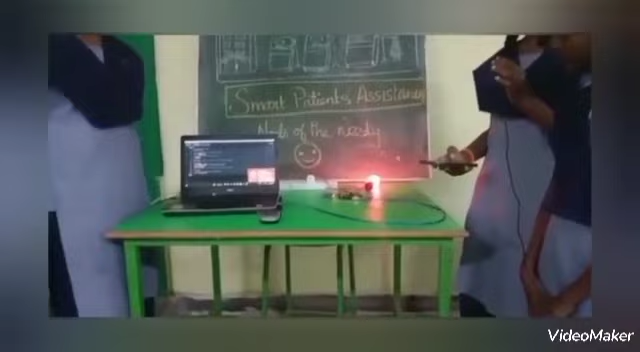 Smart Patients Assistance
Needs of the needy
VideoMaker